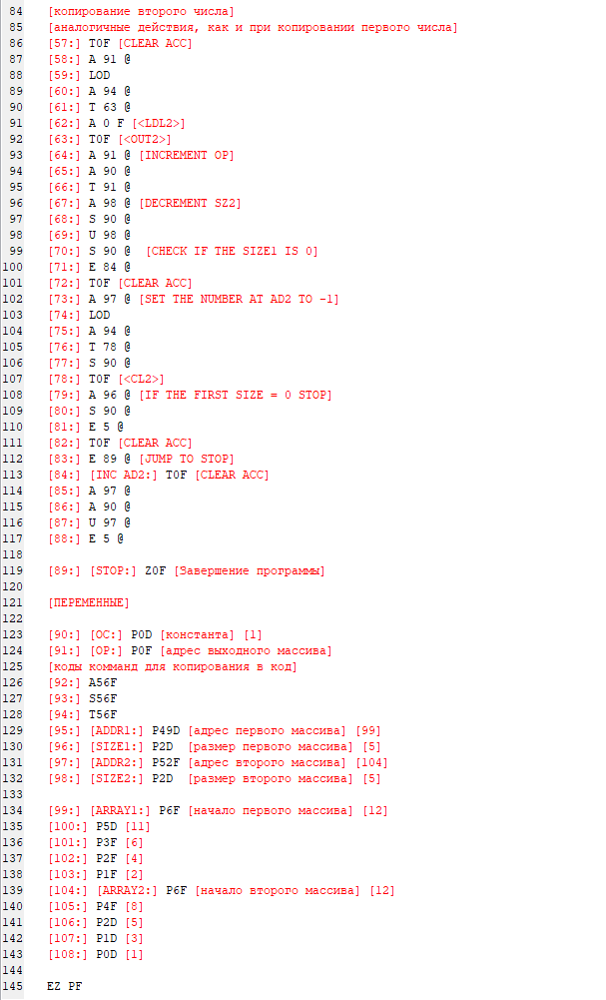 84 [копирование второго числа]
85 [аналогичные действия, как и при копировании первого числа]
86 [57:] T0F [CLEAR ACC]
87 [58:] A 91 @
88 [59:] L0D
89 [60:] A 94 @
90 [61:] T 63 @
91 [62:] A 0 F [<LDL2>]
92 [63:] T0F [<OUT2>]
93 [64:] A 91 @ [INCREMENT OP]
94 [65:] A 90 @
95 [66:] T 91 @
96 [67:] A 98 @ [DECREMENT SZ2]
97 [68:] S 90 @
98 [69:] U 98 @
99 [70:] S 90 @ [CHECK IF THE SIZE1 IS 0]
100 [71:] E 84 @
101 [72:] T0F [CLEAR ACC]
102 [73:] A 97 @ [SET THE NUMBER AT AD2 TO -1]
103 [74:] L0D
104 [75:] A 94 @
105 [76:] T 78 @
106 [77:] S 90 @
107 [78:] T0F [<CL2>]
108 [79:] A 96 @ [IF THE FIRST SIZE = 0 STOP]
109 [80:] S 90 @
110 [81:] E 5 @
111 [82:] T0F [CLEAR ACC]
112 [83:] E 89 @ [JUMP TO STOP]
113 [84:] [INC AD2:] T0F [CLEAR ACC]
114 [85:] A 97 @
115 [86:] A 90 @
116 [87:] U 97 @
117 [88:] E 5 @
118
119 [89:] [STOP:] Z0F [Завершение программы]
120
121 [ПЕРЕМЕННЫЕ]
122
123 [90:] [OC:] P0D [константа] [1]
124 [91:] [OP:] P0F [адрес выходного массива]
125 [коды комманд для копирования в код]
126 [92:] A56F
127 [93:] S56F
128 [94:] T56F
129 [95:] [ADDR1:] P49D [адрес первого массива] [99]
130 [96:] [SIZE1:] P2D [размер первого массива] [5]
131 [97:] [ADDR2:] P52F [адрес второго массива] [104]
132 [98:] [SIZE2:] P2D [размер второго массива] [5]
133
134 [99:] [ARRAY1:] P6F [начало первого массива] [12]
135 [100:] P5D [11]
136 [101:] P3F [6]
137 [102:] P2F [4]
138 [103:] P1F [2]
139 [104:] [ARRAY2:] P6F [начало второго массива] [12]
140 [105:] P4F [8]
141 [106:] P2D [5]
142 [107:] P1D [3]
143 [108:] P0D [1]
144
145 EZ PF